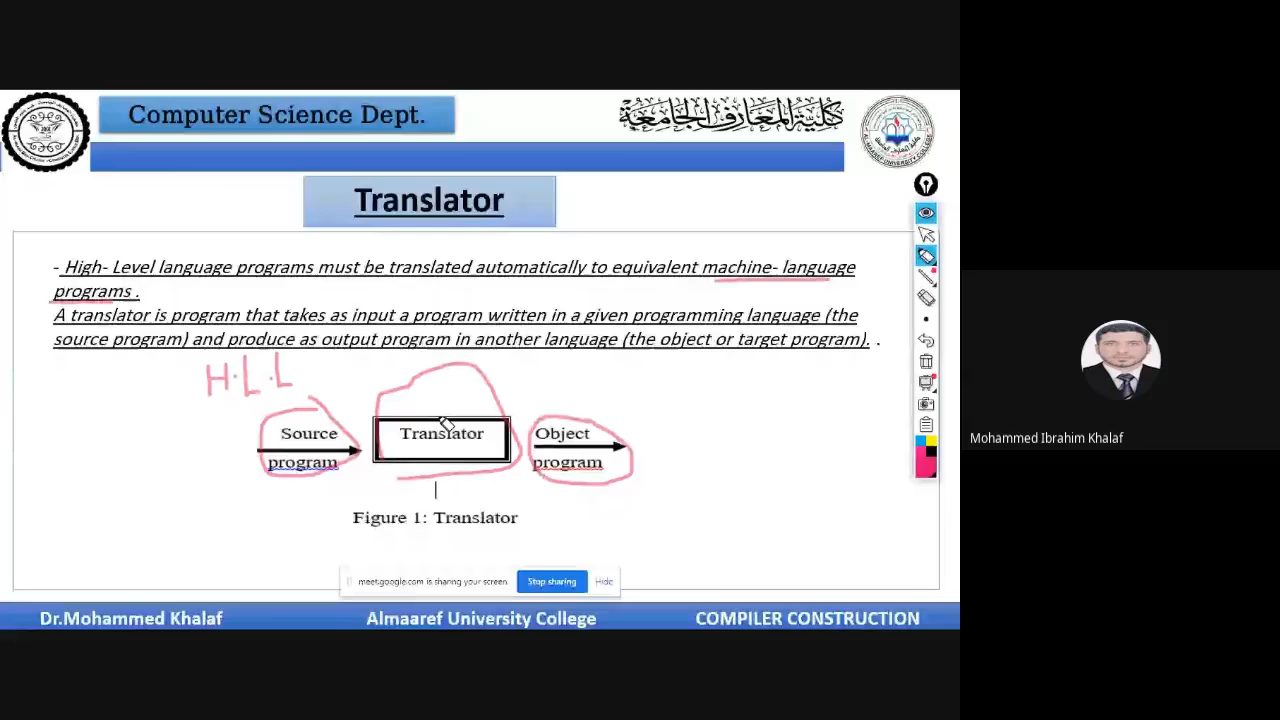 Computer Science Dept.
كلية المعارف الجامعة
Translator
- High- Level language programs must be translated automatically to equivalent machine- language
programs .
A translator is program that takes as input a program written in a given programming language (the
source program) and produce as output program in another language (the object or target program). .
H.L.L
Source
program
Translator
Object
program
Figure 1: Translator
meet.google.com is sharing your screen.
Stop sharing
Hide
Dr.Mohammed Khalaf
Almaaref University College
COMPILER CONSTRUCTION
Mohammed Ibrahim Khalaf